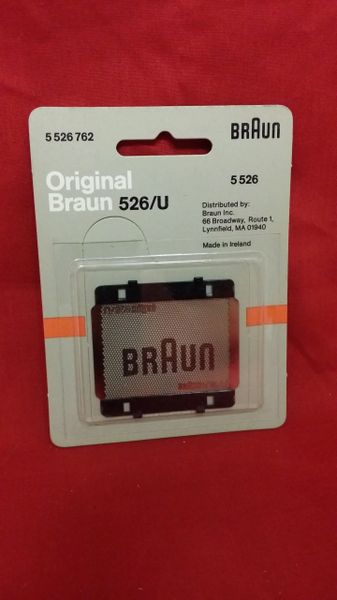 5 526 762
BRAUN
Original
Braun 526/U
5 526
Distributed by:
Braun Inc.
66 Broadway, Route 1,
Lynnfield, MA 01940
Made in Ireland
BRAUN